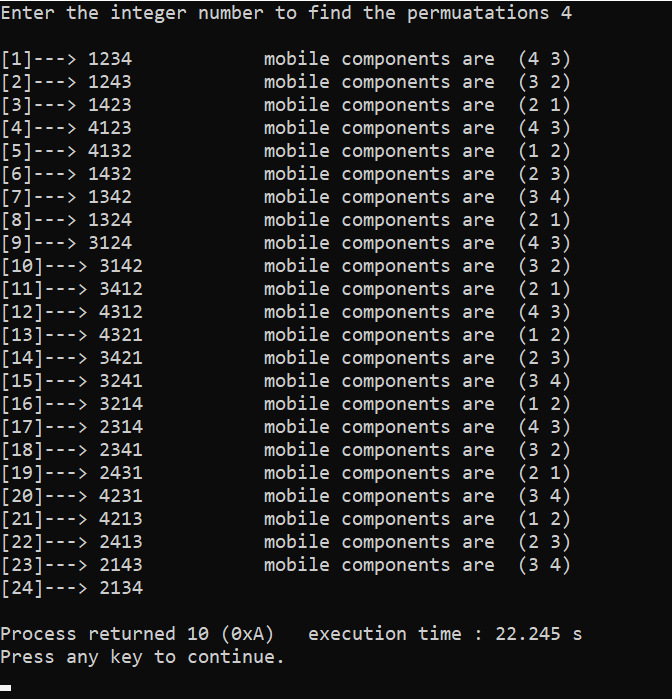 Enter the integer number to find the permuatations 4
[1]---> 1234 mobile components are (4 3)
[2]---> 1243 mobile components are (3 2)
[3]---> 1423 mobile components are (2 1)
[4]---> 4123 mobile components are (4 3)
[5]---> 4132 mobile components are (1 2)
[6]---> 1432 mobile components are (2 3)
[7]---> 1342 mobile components are (3 4)
[8]---> 1324 mobile components are (2 1)
[9]---> 3124 mobile components are (4 3)
[10]---> 3142 mobile components are (3 2)
[11]---> 3412 mobile components are (2 1)
[12]---> 4312 mobile components are (4 3)
[13]---> 4321 mobile components are (1 2)
[14]---> 3421 mobile components are (2 3)
[15]---> 3241 mobile components are (3 4)
[16]---> 3214 mobile components are (1 2)
[17]---> 2314 mobile components are (4 3)
[18]---> 2341 mobile components are (3 2)
[19]---> 2431 mobile components are (2 1)
[20]---> 4231 mobile components are (3 4)
[21]---> 4213 mobile components are (1 2)
[22]---> 2413 mobile components are (2 3)
[23]---> 2143 mobile components are (3 4)
[24]---> 2134
Process returned 10 (0xA) execution time : 22.245 s
Press any key to continue.